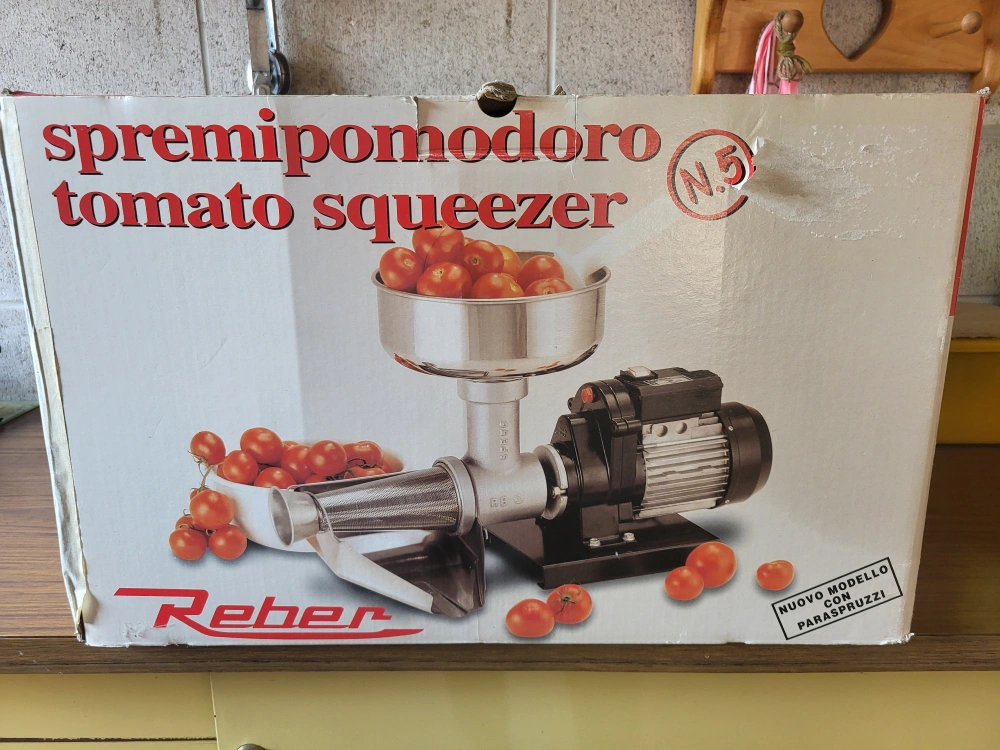 spremipomodoro
tomato squeezer
N.5
Reber
NUOVO MODELLO
CON
PARASPRUZZI